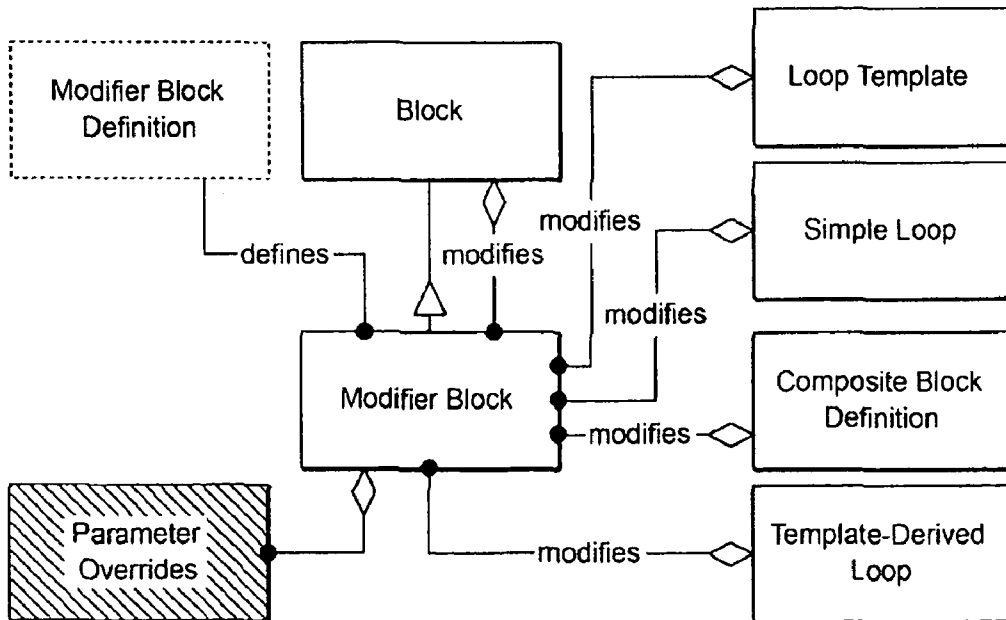 Modifier Block
Definition
Block
Loop Template
Simple Loop
defines
modifies
modifies
modifies
Modifier Block
Composite Block
Definition
modifies
Parameter
Overrides
modifies
Template-Derived
Loop